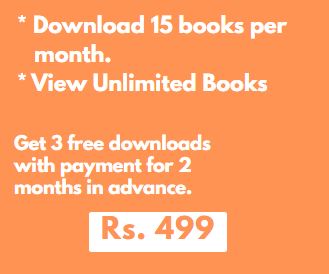 * Download 15 books per
month.
* View Unlimited Books
Get 3 free downloads
with payment for 2
months in advance.
Rs. 499